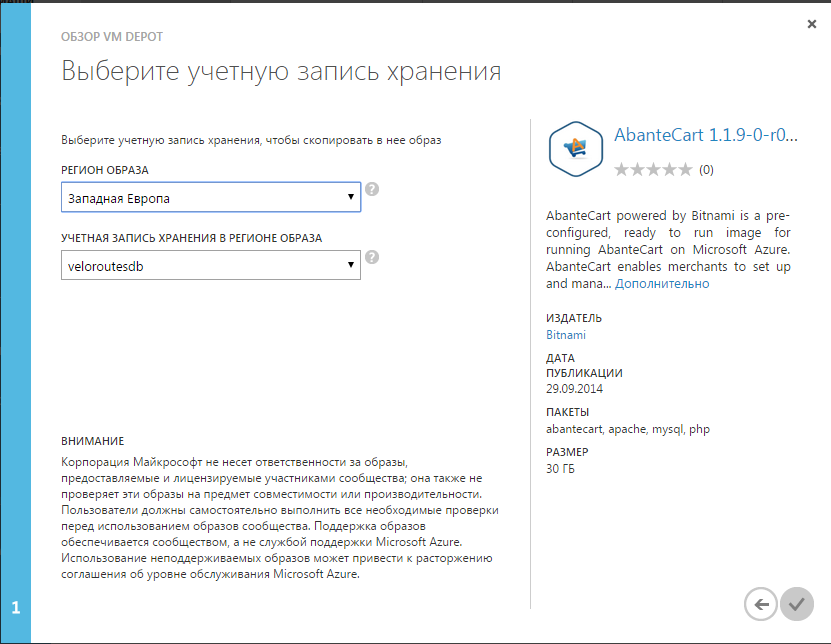 ОБЗОР VM DEPOT
Выберите учетную запись хранения
Выберите учетную запись хранения, чтобы скопировать в нее образ
РЕГИОН ОБРАЗА
Западная Европа
?
УЧЕТНАЯ ЗАПИСЬ ХРАНЕНИЯ В РЕГИОНЕ ОБРАЗА
veloroutesdb
?
ВНИМАНИЕ
Корпорация Майкрософт не несет ответственности за образы,
предоставляемые и лицензируемые участниками сообщества; она также не
проверяет эти образы на предмет совместимости или производительности.
Пользователи должны самостоятельно выполнить все необходимые проверки
перед использованием образов сообщества. Поддержка образов
обеспечивается сообществом, а не службой поддержки Microsoft Azure.
Использование неподдерживаемых образов может привести к расторжению
соглашения об уровне обслуживания Microsoft Azure.
AbanteCart 1.1.9-0-r0...
(0)
AbanteCart powered by Bitnami is a pre-
configured, ready to run image for
running AbanteCart on Microsoft Azure.
AbanteCart enables merchants to set up
and mana... Дополнительно
ИЗДАТЕЛЬ
Bitnami
ДАТА
ПУБЛИКАЦИИ
29.09.2014
ПАКЕТЫ
abantecart, apache, mysql, php
РАЗМЕР
30 ГБ
1